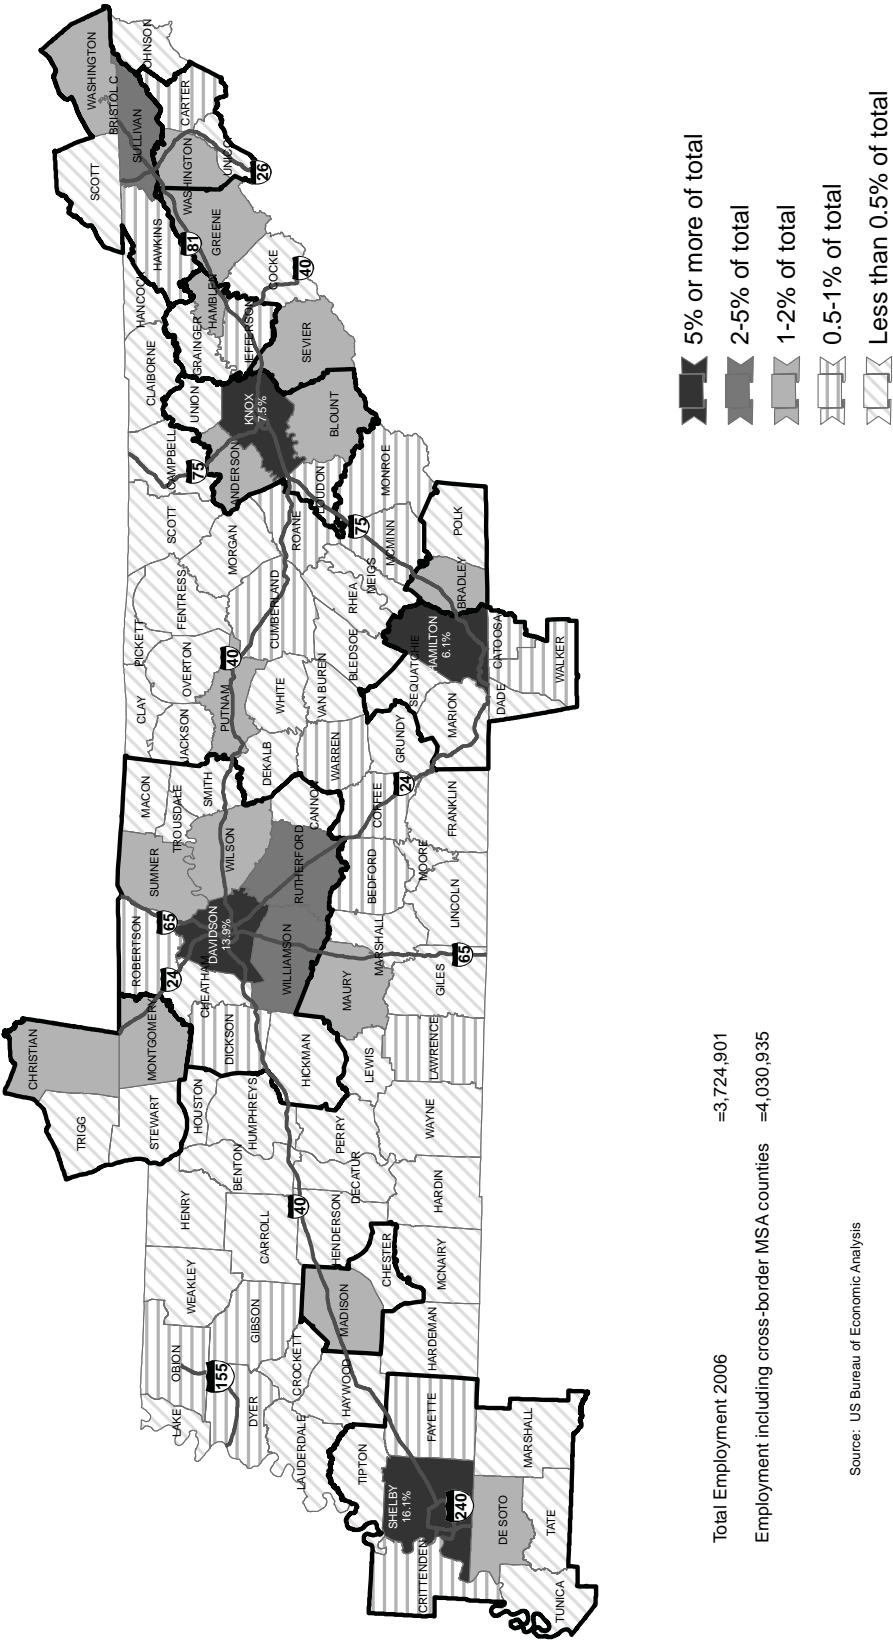 LAKE
OBION
WEAKLEY
HENRY
STEWART
TRIGG
CHRISTIAN
MONTGOMERY
ROBERTSON
SUMNER
MACON
TROUSDALE
SMITH
CLAY
JACKSON
PICKETT
OVERTON
FENTRESS
SCOTT
CAMPBELL
CLAIBORNE
UNION
HANCOCK
GRAINGER
HAWKINS
HAMBLEN
SCOTT
WASHINGTON
BRISTOL C
SULLIVAN
OHNSON
CARTER
WASHINGTON
UNICO
GREENE
COCKE
JEFFERSON
SEVIER
KNOX
7.5%
BLOUNT
ANDERSON
LOUDON
MONROE
ROANE
MORGAN
CUMBERLAND
MCMINN
MEIGS
RHEA
POLK
BRADLEY
HAMILTON
6.1%
BLEDSOE
SEQUATCHIE
CATOOSA
WALKER
DADE
MARION
GRUNDY
VAN BUREN
WHITE
PUTNAM
DEKALB
WARREN
CANNON
COFFEE
FRANKLIN
MOORE
LINCOLN
BEDFORD
RUTHERFORD
WILSON
DAVIDSON
13.9%
WILLIAMSON
CHEATHAM
DICKSON
HICKMAN
MAURY
MARSHALL
GILES
LAWRENCE
LEWIS
WAYNE
PERRY
HUMPHREYS
HOUSTON
BENTON
DECATUR
HARDIN
HENDERSON
CARROLL
CHESTER
MCNAIRY
MADISON
HARDEMAN
GIBSON
CROCKETT
HAYWOOD
DYER
LAUDERDALE
TIPTON
FAYETTE
SHELBY
16.1%
CRITTENDEN
DE SOTO
MARSHALL
TATE
TUNICA
155
40
240
24
65
65
24
40
75
75
40
81
26
Total Employment 2006 =3,724,901
Employment including cross-border MSA counties =4,030,935
Source: US Bureau of Economic Analysis
5% or more of total
2-5% of total
1-2% of total
0.5-1% of total
Less than 0.5% of total